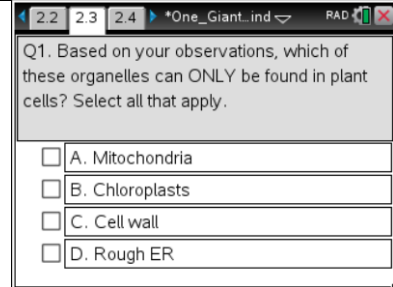 2.2 2.3 2.4 *One_Giant…ind RAD
Q1. Based on your observations, which of
these organelles can ONLY be found in plant
cells? Select all that apply.
A. Mitochondria
B. Chloroplasts
C. Cell wall
D. Rough ER